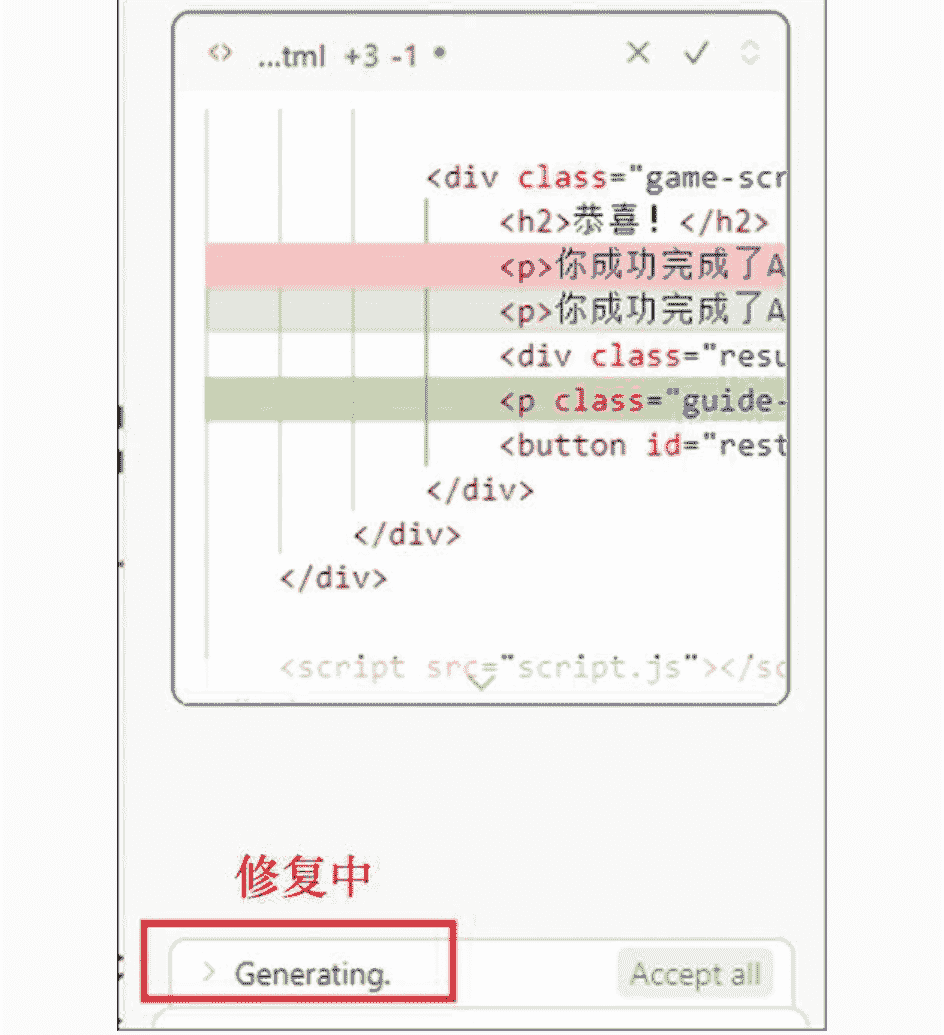 <> ...tml +3 -1 •
<div class="game-scr
<h2>恭喜！</h2>
<p>你成功完成了A
<p>你成功完成了A
<div class="resu
<p class="guide-
<button id="rest
</div>
</div>
</div>
<script src="script.js"></sc
修复中
Generating.
Accept all